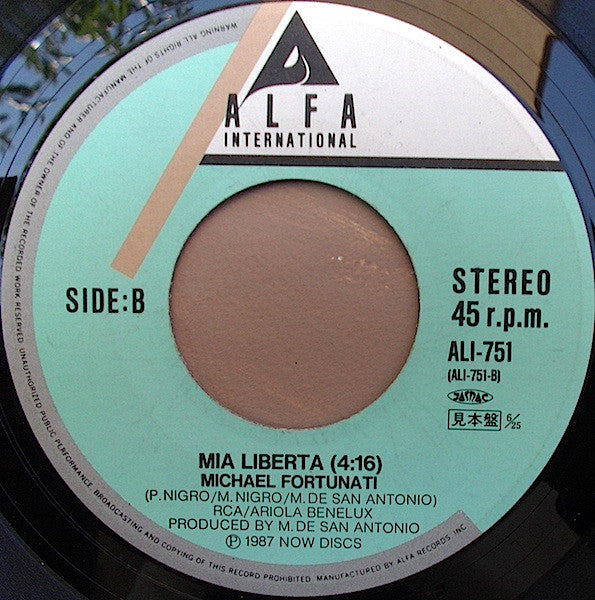 ALFA
INTERNATIONAL
SIDE:B
STEREO
45 r.p.m.
ALI-751
(ALI-751-B)
JASRAC
見本盤 6/25
MIA LIBERTA (4:16)
MICHAEL FORTUNATI
(P.NIGRO/M.NIGRO/M.DE SAN ANTONIO)
RCA/ARIOLA BENELUX
PRODUCED BY M.DE SAN ANTONIO
Ⓟ 1987 NOW DISCS
WARNING: ALL RIGHTS OF THE MANUFACTURER AND OF THE OWNER OF THE RECORDED WORK RESERVED. UNAUTHORIZED PUBLIC PERFORMANCE, BROADCASTING AND COPYING OF THIS RECORD PROHIBITED. MANUFACTURED BY ALFA RECORDS, INC.